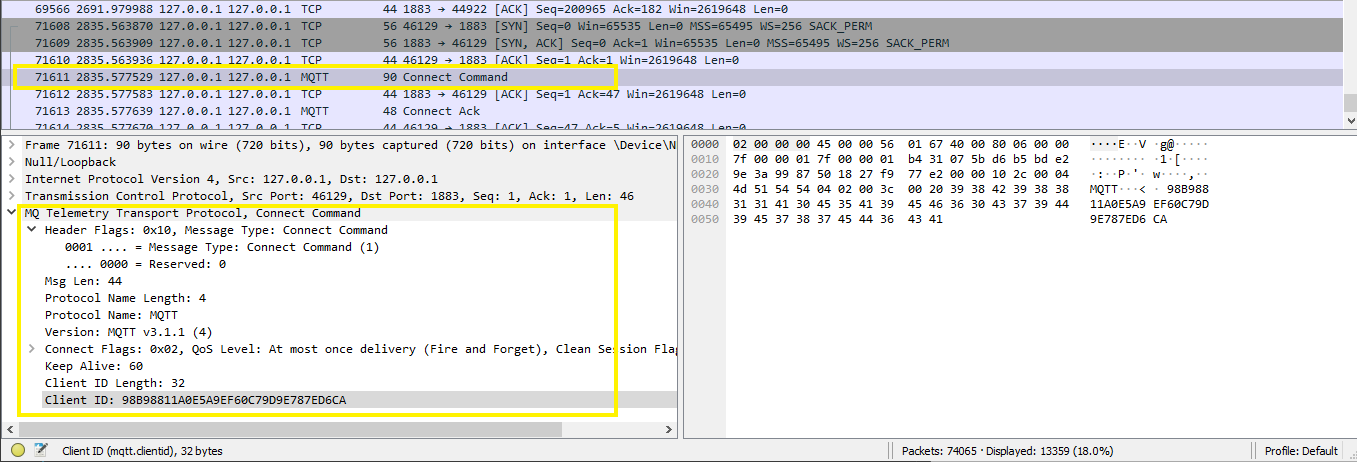 69566 2691.979988 127.0.0.1 127.0.0.1 TCP 44 1883 → 44922 [ACK] Seq=200965 Ack=182 Win=2619648 Len=0
71608 2835.563870 127.0.0.1 127.0.0.1 TCP 56 46129 → 1883 [SYN] Seq=0 Win=65535 Len=0 MSS=65495 WS=256 SACK_PERM
71609 2835.563909 127.0.0.1 127.0.0.1 TCP 56 1883 → 46129 [SYN, ACK] Seq=0 Ack=1 Win=65535 Len=0 MSS=65495 WS=256 SACK_PERM
71610 2835.563936 127.0.0.1 127.0.0.1 TCP 44 46129 → 1883 [ACK] Seq=1 Ack=1 Win=2619648 Len=0
71611 2835.577529 127.0.0.1 127.0.0.1 MQTT 90 Connect Command
71612 2835.577583 127.0.0.1 127.0.0.1 TCP 44 1883 → 46129 [ACK] Seq=1 Ack=47 Win=2619648 Len=0
71613 2835.577639 127.0.0.1 127.0.0.1 MQTT 48 Connect Ack
71614 2835.577670 127.0.0.1 127.0.0.1 TCP 44 46129 → 1883 [ACK] Seq=47 Ack=5 Win=2619648 Len=0
Frame 71611: 90 bytes on wire (720 bits), 90 bytes captured (720 bits) on interface \Device\N
Null/Loopback
Internet Protocol Version 4, Src: 127.0.0.1, Dst: 127.0.0.1
Transmission Control Protocol, Src Port: 46129, Dst Port: 1883, Seq: 1, Ack: 1, Len: 46
MQ Telemetry Transport Protocol, Connect Command
Header Flags: 0x10, Message Type: Connect Command
0001 .... = Message Type: Connect Command (1)
.... 0000 = Reserved: 0
Msg Len: 44
Protocol Name Length: 4
Protocol Name: MQTT
Version: MQTT v3.1.1 (4)
Connect Flags: 0x02, QoS Level: At most once delivery (Fire and Forget), Clean Session Flag
Keep Alive: 60
Client ID Length: 32
Client ID: 98B98811A0E5A9EF60C79D9E787ED6CA
0000 02 00 00 00 45 00 00 56 01 67 40 00 80 06 00 00 ····E··V ·g@·····
0010 7f 00 00 01 7f 00 00 01 b4 31 07 5b d6 b5 bd e2 ········ ·1·[····
0020 9e 3a 99 87 50 18 27 f9 77 e2 00 00 10 2c 00 04 ·:··P·'· w····,··
0030 4d 51 54 54 04 02 00 3c 00 20 39 38 42 39 38 38 MQTT···< · 98B988
0040 31 31 41 30 45 35 41 39 45 46 36 30 43 37 39 44 11A0E5A9 EF60C79D
0050 39 45 37 38 37 45 44 36 43 41 9E787ED6 CA
Client ID (mqtt.clientid), 32 bytes
Packets: 74065 · Displayed: 13359 (18.0%)
Profile: Default